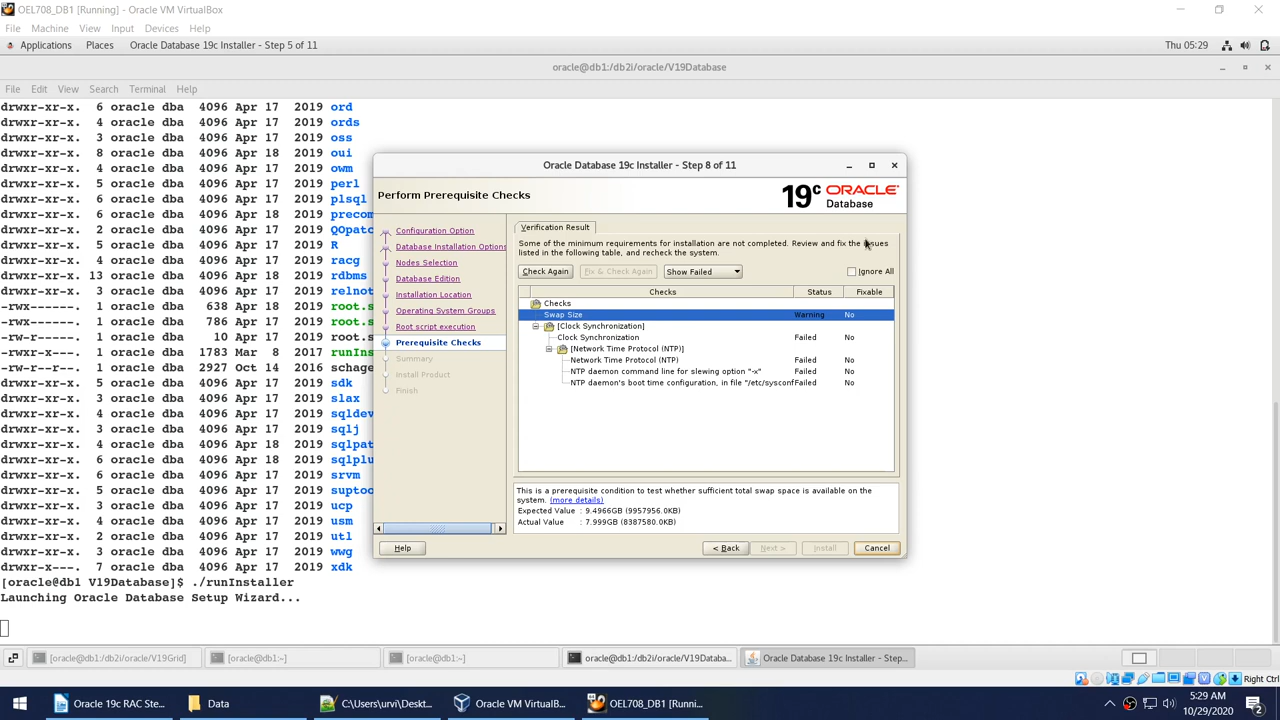 OEL708_DB1 [Running] - Oracle VM VirtualBox
File Machine View Input Devices Help
Applications Places Oracle Database 19c Installer - Step 5 of 11 Thu 05:29
oracle@db1:/db2i/oracle/V19Database
File Edit View Search Terminal Help
drwxr-xr-x. 6 oracle dba 4096 Apr 17 2019 ord
drwxr-xr-x. 4 oracle dba 4096 Apr 17 2019 ords
drwxr-xr-x. 3 oracle dba 4096 Apr 17 2019 oss
drwxr-xr-x. 8 oracle dba 4096 Apr 18 2019 oui
drwxr-xr-x. 4 oracle dba 4096 Apr 18 2019 owm
drwxr-xr-x. 5 oracle dba 4096 Apr 17 2019 perl
drwxr-xr-x. 6 oracle dba 4096 Apr 17 2019 plsql
drwxr-xr-x. 6 oracle dba 4096 Apr 18 2019 precom
drwxr-xr-x. 2 oracle dba 4096 Apr 17 2019 QOpatc
drwxr-xr-x. 5 oracle dba 4096 Apr 17 2019 R
drwxr-xr-x. 4 oracle dba 4096 Apr 17 2019 racg
drwxr-xr-x. 13 oracle dba 4096 Apr 18 2019 rdbms
drwxr-xr-x. 3 oracle dba 4096 Apr 17 2019 relnot
-rwx------. 1 oracle dba 638 Apr 18 2019 root.s
-rwx------. 1 oracle dba 786 Apr 17 2019 root.s
-rw-r-----. 1 oracle dba 10 Apr 17 2019 root.s
-rwxr-x---. 1 oracle dba 1783 Mar 8 2017 runIns
-rw-r--r--. 1 oracle dba 2927 Oct 14 2016 schage
drwxr-xr-x. 4 oracle dba 4096 Apr 17 2019 sdk
drwxr-xr-x. 3 oracle dba 4096 Apr 17 2019 slax
drwxr-xr-x. 4 oracle dba 4096 Apr 17 2019 sqldev
drwxr-xr-x. 3 oracle dba 4096 Apr 17 2019 sqlj
drwxr-xr-x. 3 oracle dba 4096 Apr 18 2019 sqlpat
drwxr-xr-x. 6 oracle dba 4096 Apr 18 2019 sqlplu
drwxr-xr-x. 6 oracle dba 4096 Apr 17 2019 srvm
drwxr-xr-x. 5 oracle dba 4096 Apr 17 2019 suptoo
drwxr-xr-x. 3 oracle dba 4096 Apr 17 2019 ucp
drwxr-xr-x. 4 oracle dba 4096 Apr 17 2019 usm
drwxr-xr-x. 2 oracle dba 4096 Apr 17 2019 utl
drwxr-xr-x. 3 oracle dba 4096 Apr 17 2019 wwg
drwxr-xr-x. 7 oracle dba 4096 Apr 17 2019 xdk
[oracle@db1 V19Database]$ ./runInstaller
Launching Oracle Database Setup Wizard...
Oracle Database 19c Installer - Step 8 of 11
Perform Prerequisite Checks
19c ORACLE Database
Configuration Option
Database Installation Options
Nodes Selection
Database Edition
Installation Location
Operating System Groups
Root script execution
Prerequisite Checks
Summary
Install Product
Finish
Verification Result
Some of the minimum requirements for installation are not completed. Review and fix the issues
listed in the following table, and recheck the system.
Check Again Fix & Check Again Show Failed Ignore All
Checks Status Fixable
Checks
Swap Size Warning No
[Clock Synchronization]
Clock Synchronization Failed No
[Network Time Protocol (NTP)]
Network Time Protocol (NTP) Failed No
NTP daemon command line for slewing option "-x" Failed No
NTP daemon's boot time configuration, in file "/etc/sysconf Failed No
This is a prerequisite condition to test whether sufficient total swap space is available on the
system. (more details)
Expected Value : 9.4966GB (9957956.0KB)
Actual Value : 7.999GB (8387580.0KB)
Help < Back Next > Install Cancel
[oracle@db1:/db2i/oracle/V19Grid] [oracle@db1:~] [oracle@db1:~] oracle@db1:/db2i/oracle/V19Databa... Oracle Database 19c Installer - Step...
Right Ctrl
Oracle 19c RAC Ste... Data C:\Users\urvi\Deskt... Oracle VM VirtualB... OEL708_DB1 [Runni... 5:29 AM
10/29/2020
2